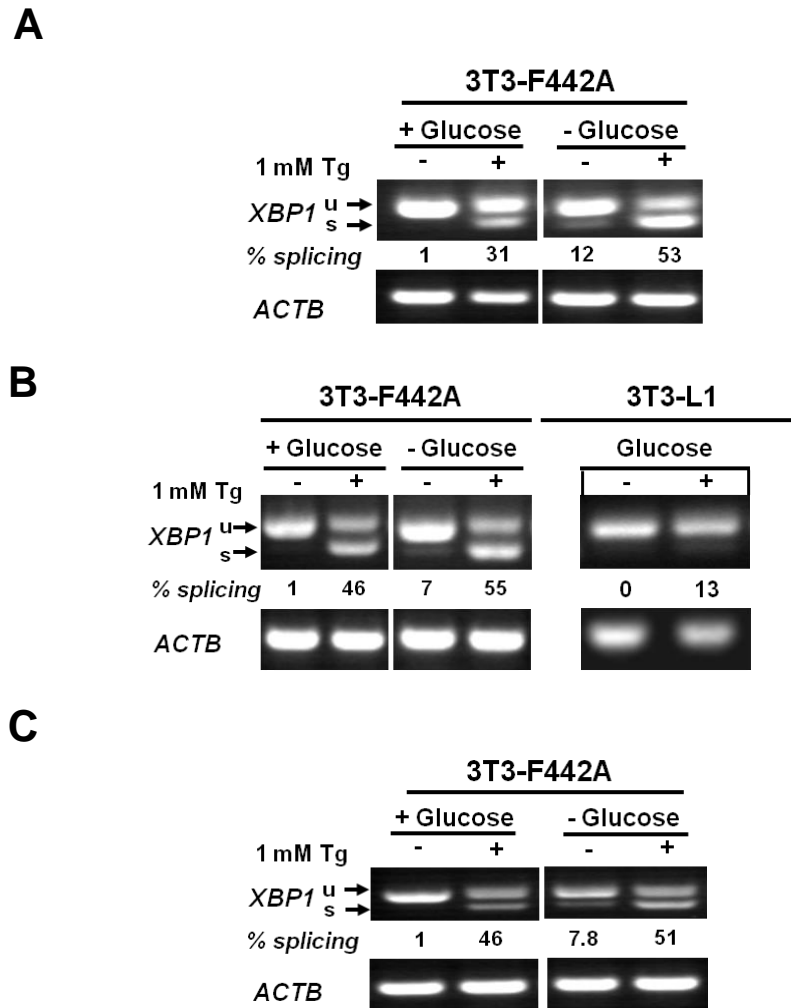 A
3T3-F442A
+ Glucose - Glucose
1 mM Tg - + - +
XBP1 u
s
% splicing 1 31 12 53
ACTB
B
3T3-F442A 3T3-L1
+ Glucose - Glucose Glucose
1 mM Tg - + - + - +
XBP1 u
s
% splicing 1 46 7 55 0 13
ACTB
C
3T3-F442A
+ Glucose - Glucose
1 mM Tg - + - +
XBP1 u
s
% splicing 1 46 7.8 51
ACTB